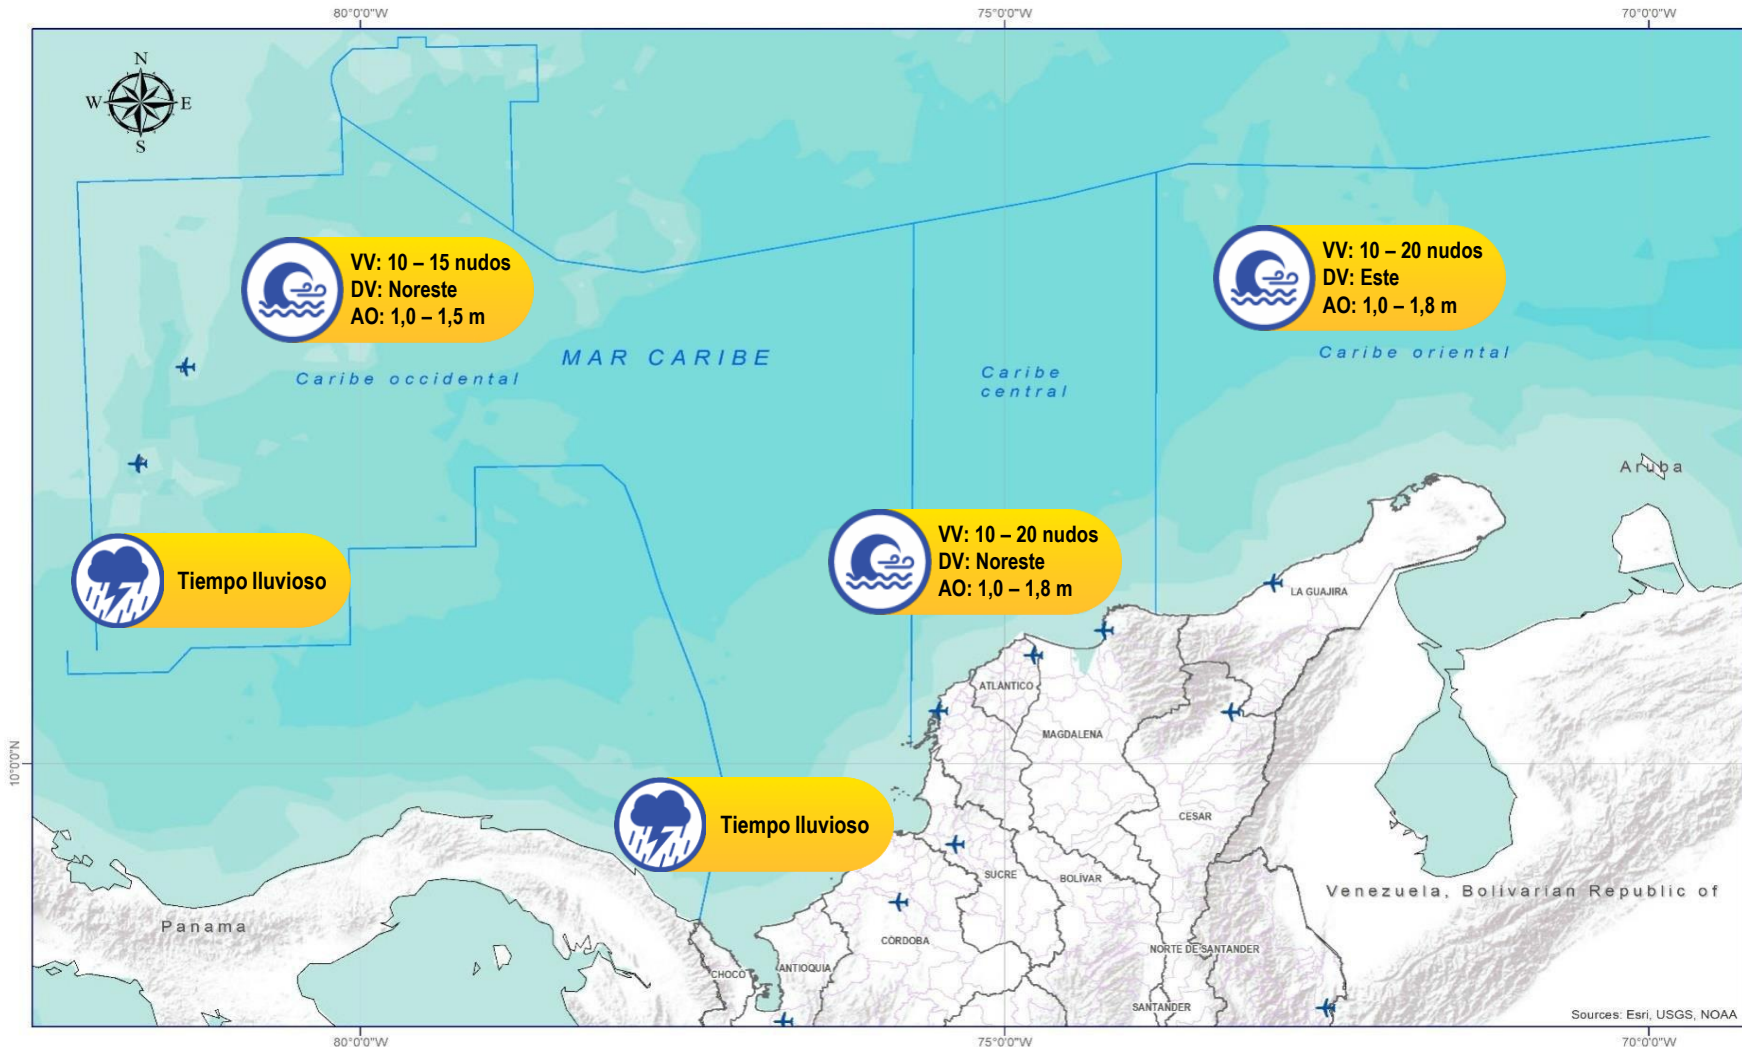 80°0'0"W
75°0'0"W
70°0'0"W
N
W
E
S
VV: 10 – 15 nudos
DV: Noreste
AO: 1,0 – 1,5 m
VV: 10 – 20 nudos
DV: Este
AO: 1,0 – 1,8 m
MAR CARIBE
Caribe occidental
Caribe
central
Caribe oriental
Aruba
VV: 10 – 20 nudos
DV: Noreste
AO: 1,0 – 1,8 m
Tiempo lluvioso
LA GUAJIRA
ATLÁNTICO
MAGDALENA
10°0'0"N
CESAR
Tiempo lluvioso
SUCRE
BOLÍVAR
Venezuela, Bolivarian Republic of
Panama
CÓRDOBA
NORTE DE SANTANDER
CHOCÓ
ANTIOQUIA
SANTANDER
Sources: Esri, USGS, NOAA
80°0'0"W
75°0'0"W
70°0'0"W